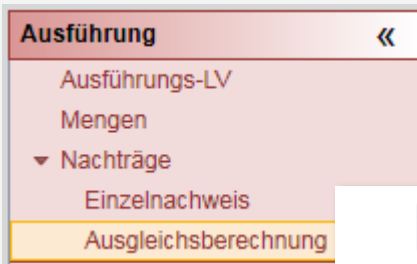 Ausführung «
Ausführungs-LV
Mengen
Nachträge
Einzelnachweis
Ausgleichsberechnung